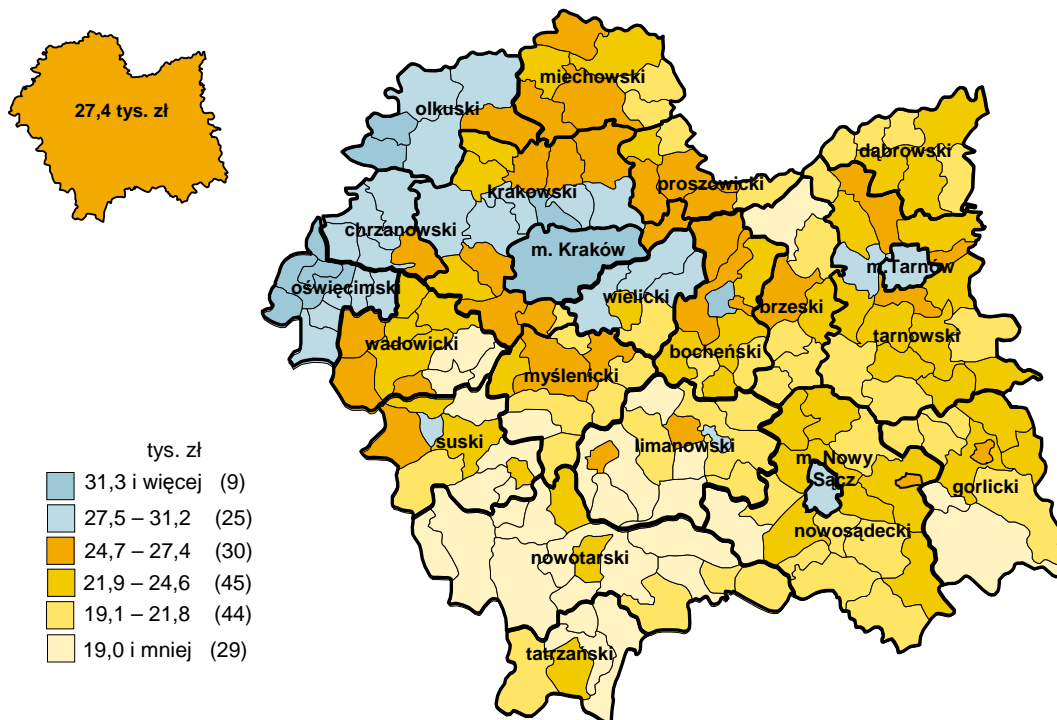 27,4 tys. zł
miechowski
olkuski
dąbrowski
proszowicki
krakowski
chrzanowski
m. Kraków
m.Tarnów
oświęcimski
wielicki
brzeski
tarnowski
wadowicki
bocheński
myślenicki
suski
limanowski
m. Nowy
Sącz
gorlicki
nowosądecki
nowotarski
tatrzański
tys. zł
31,3 i więcej (9)
27,5 – 31,2 (25)
24,7 – 27,4 (30)
21,9 – 24,6 (45)
19,1 – 21,8 (44)
19,0 i mniej (29)